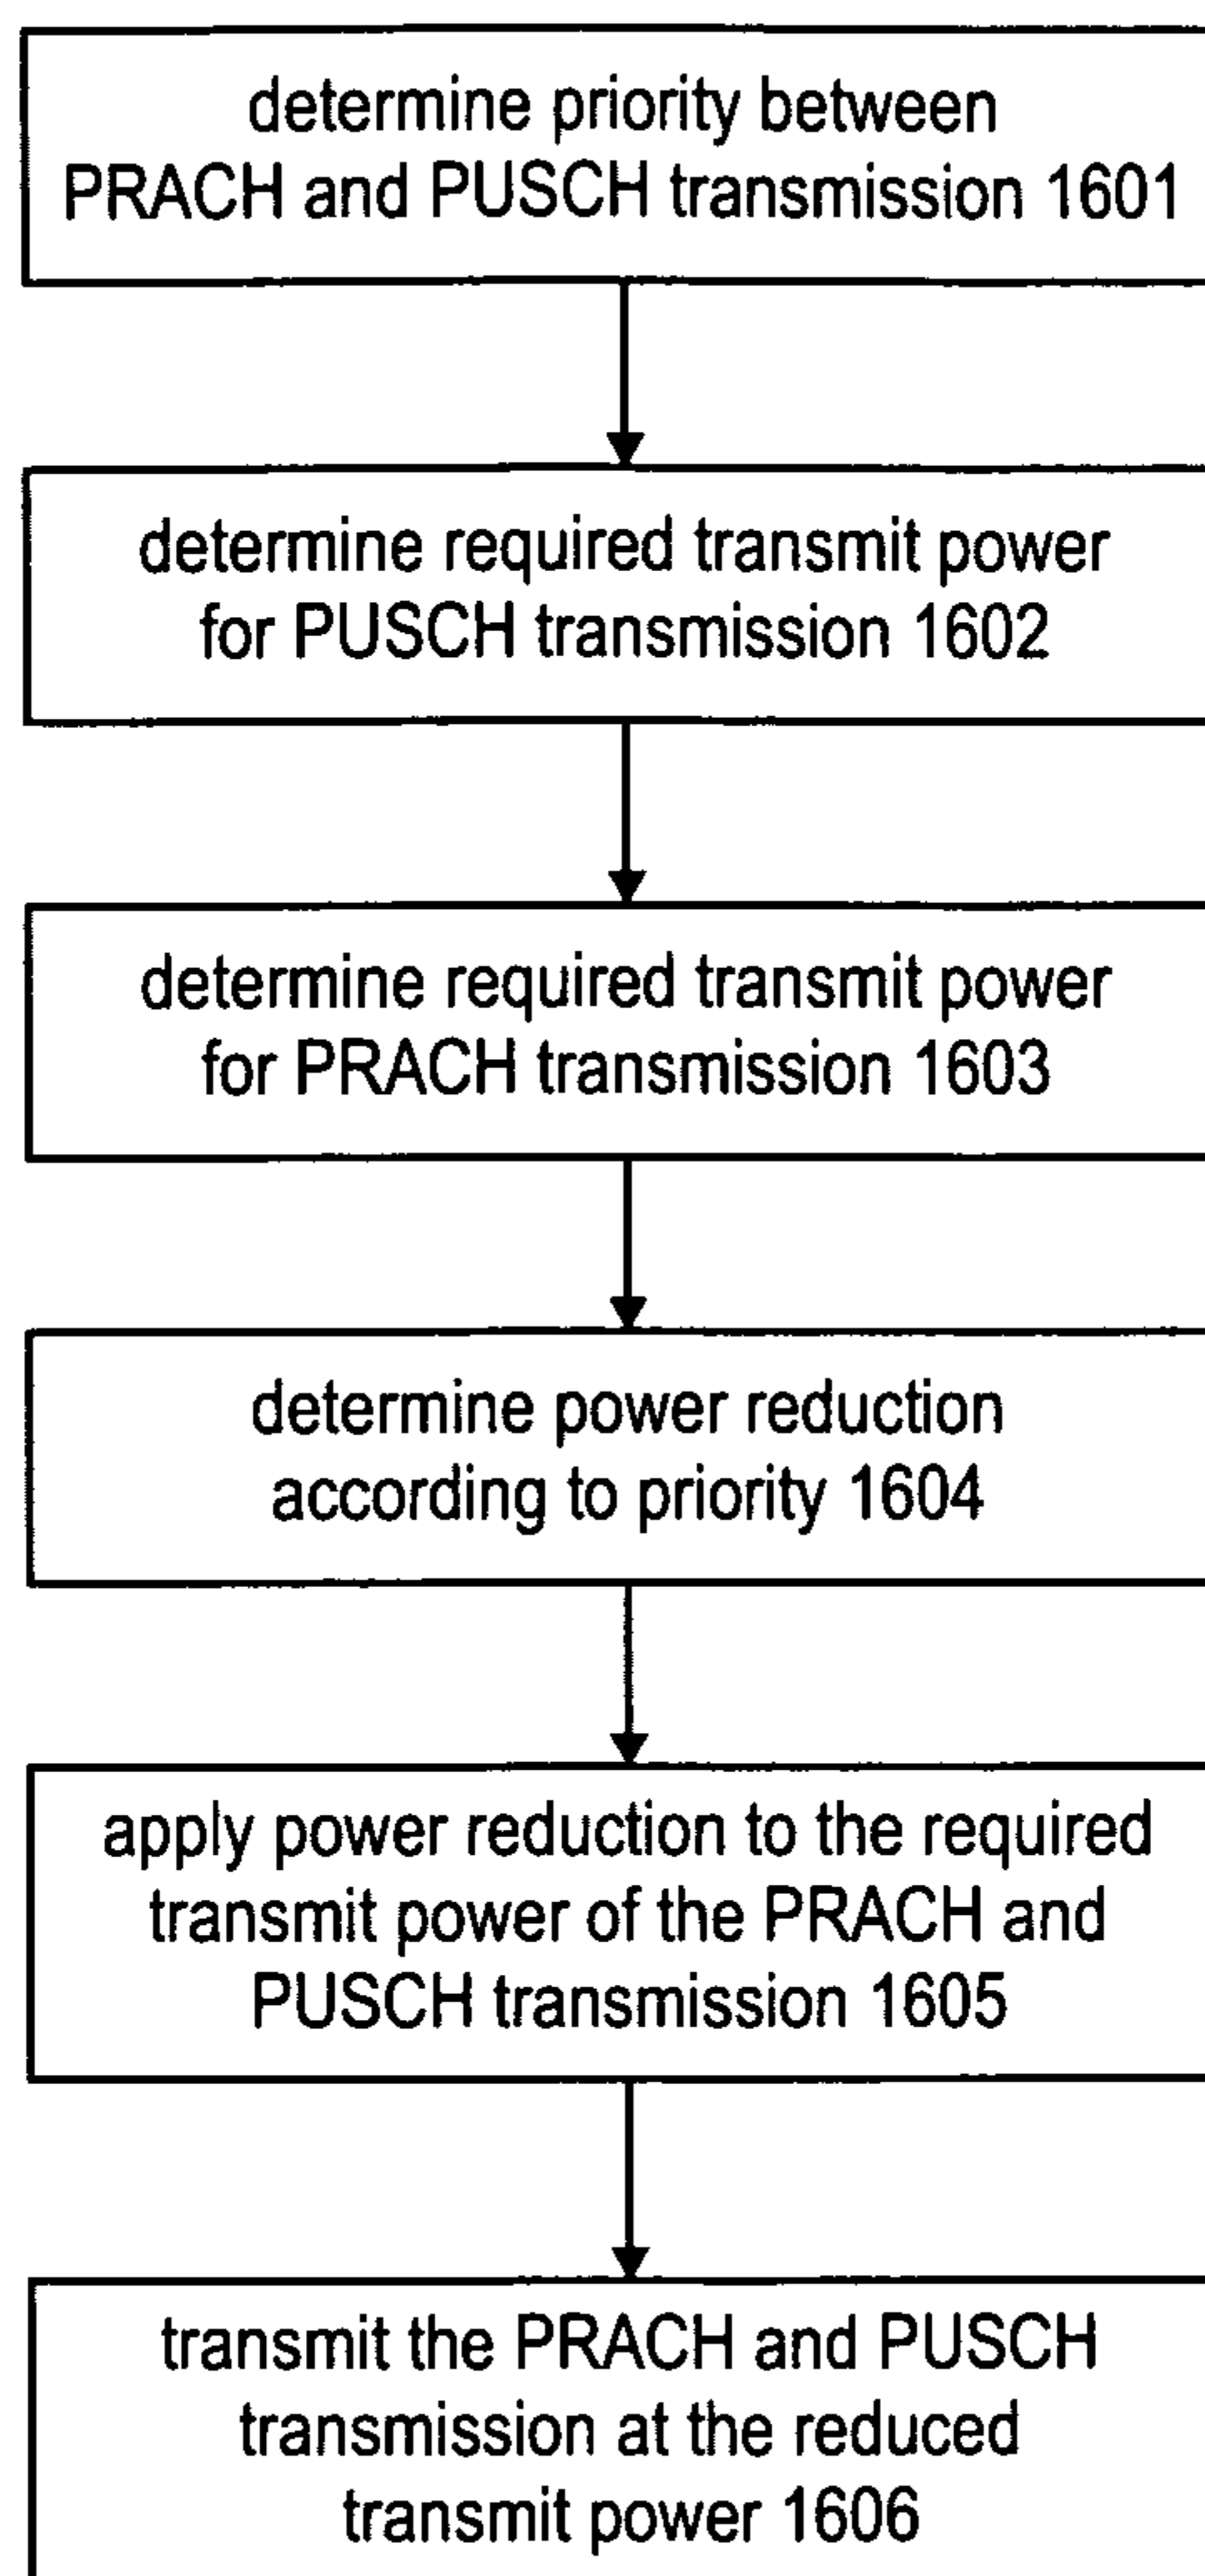 determine priority between
PRACH and PUSCH transmission 1601
determine required transmit power
for PUSCH transmission 1602
determine required transmit power
for PRACH transmission 1603
determine power reduction
according to priority 1604
apply power reduction to the required
transmit power of the PRACH and
PUSCH transmission 1605
transmit the PRACH and PUSCH
transmission at the reduced
transmit power 1606